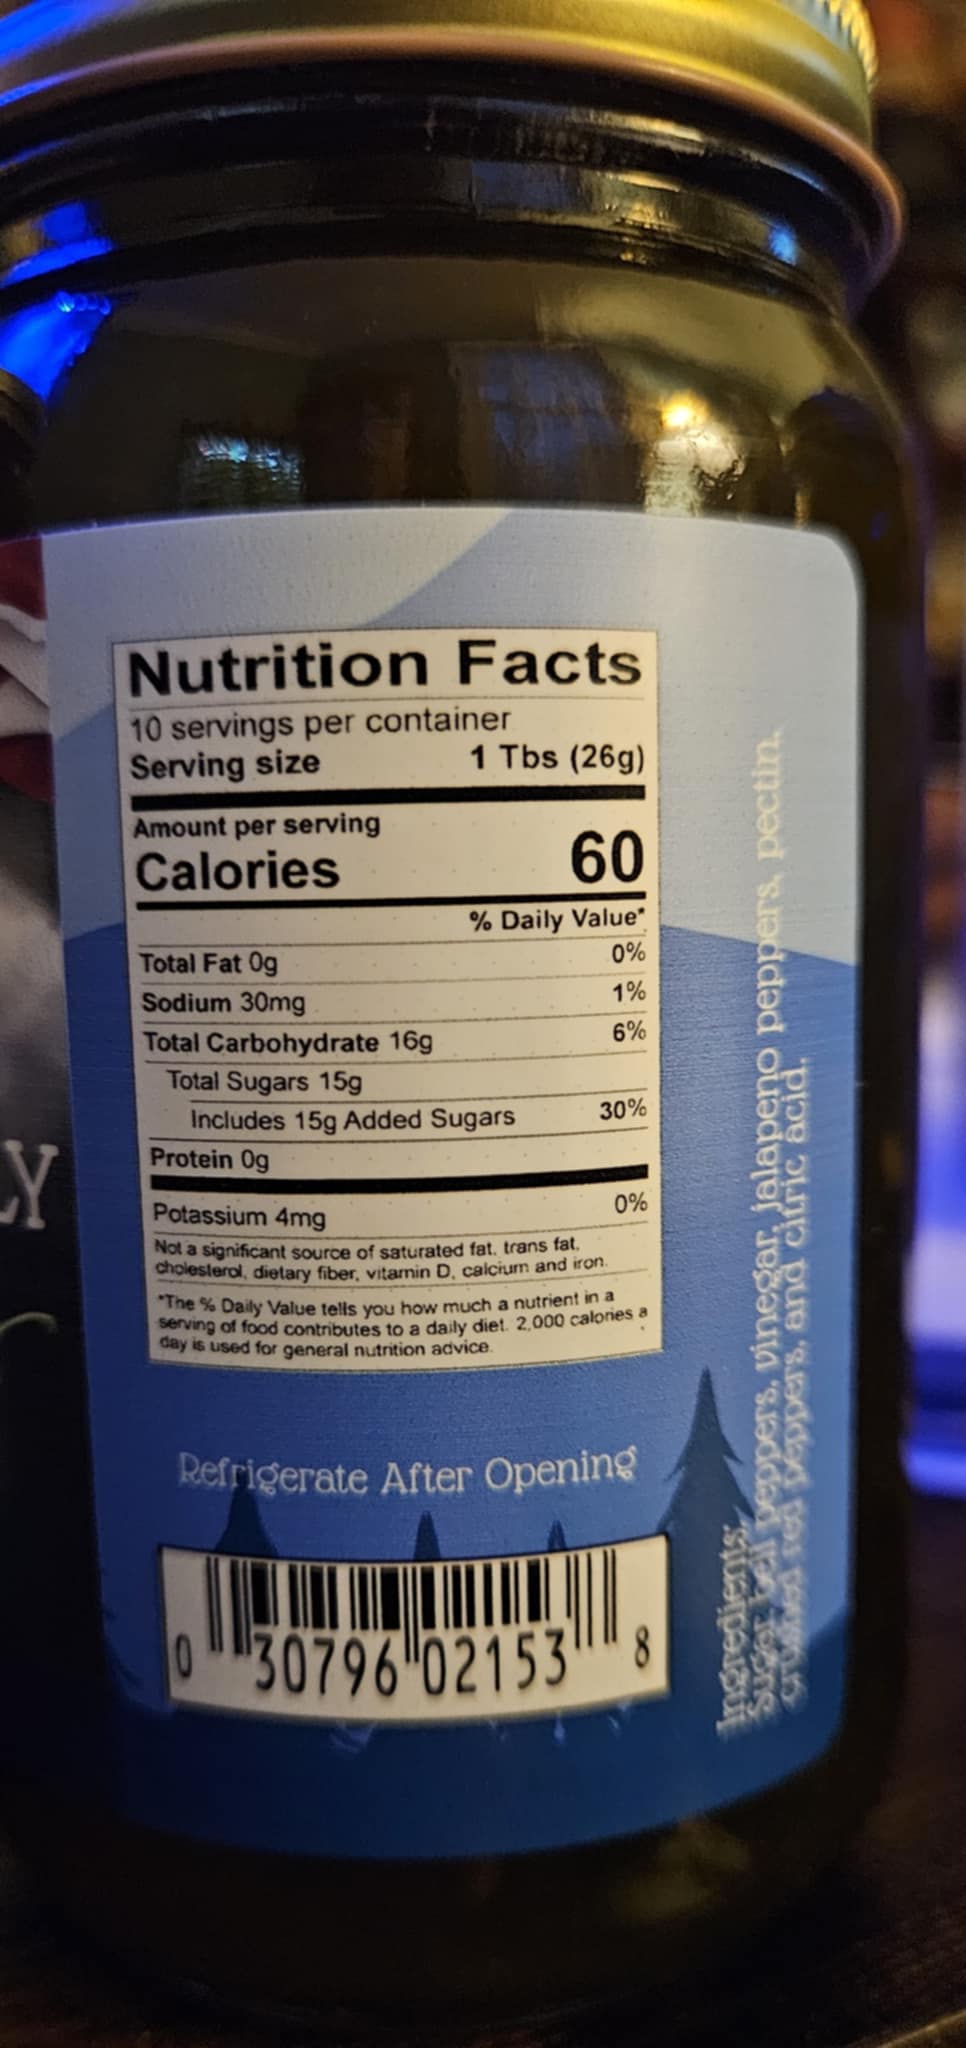 Nutrition Facts
10 servings per container
Serving size 1 Tbs (26g)
Amount per serving
Calories 60
% Daily Value*
Total Fat 0g 0%
Sodium 30mg 1%
Total Carbohydrate 16g 6%
Total Sugars 15g
Includes 15g Added Sugars 30%
Protein 0g
Potassium 4mg 0%
Not a significant source of saturated fat, trans fat,
cholesterol, dietary fiber, vitamin D, calcium and iron.
*The % Daily Value tells you how much a nutrient in a
serving of food contributes to a daily diet. 2,000 calories a
day is used for general nutrition advice.
Refrigerate After Opening
0 30796 02153 8
Ingredients:
Sugar, bell peppers, vinegar, jalapeno peppers, pectin,
crushed red peppers, and citric acid.
LY